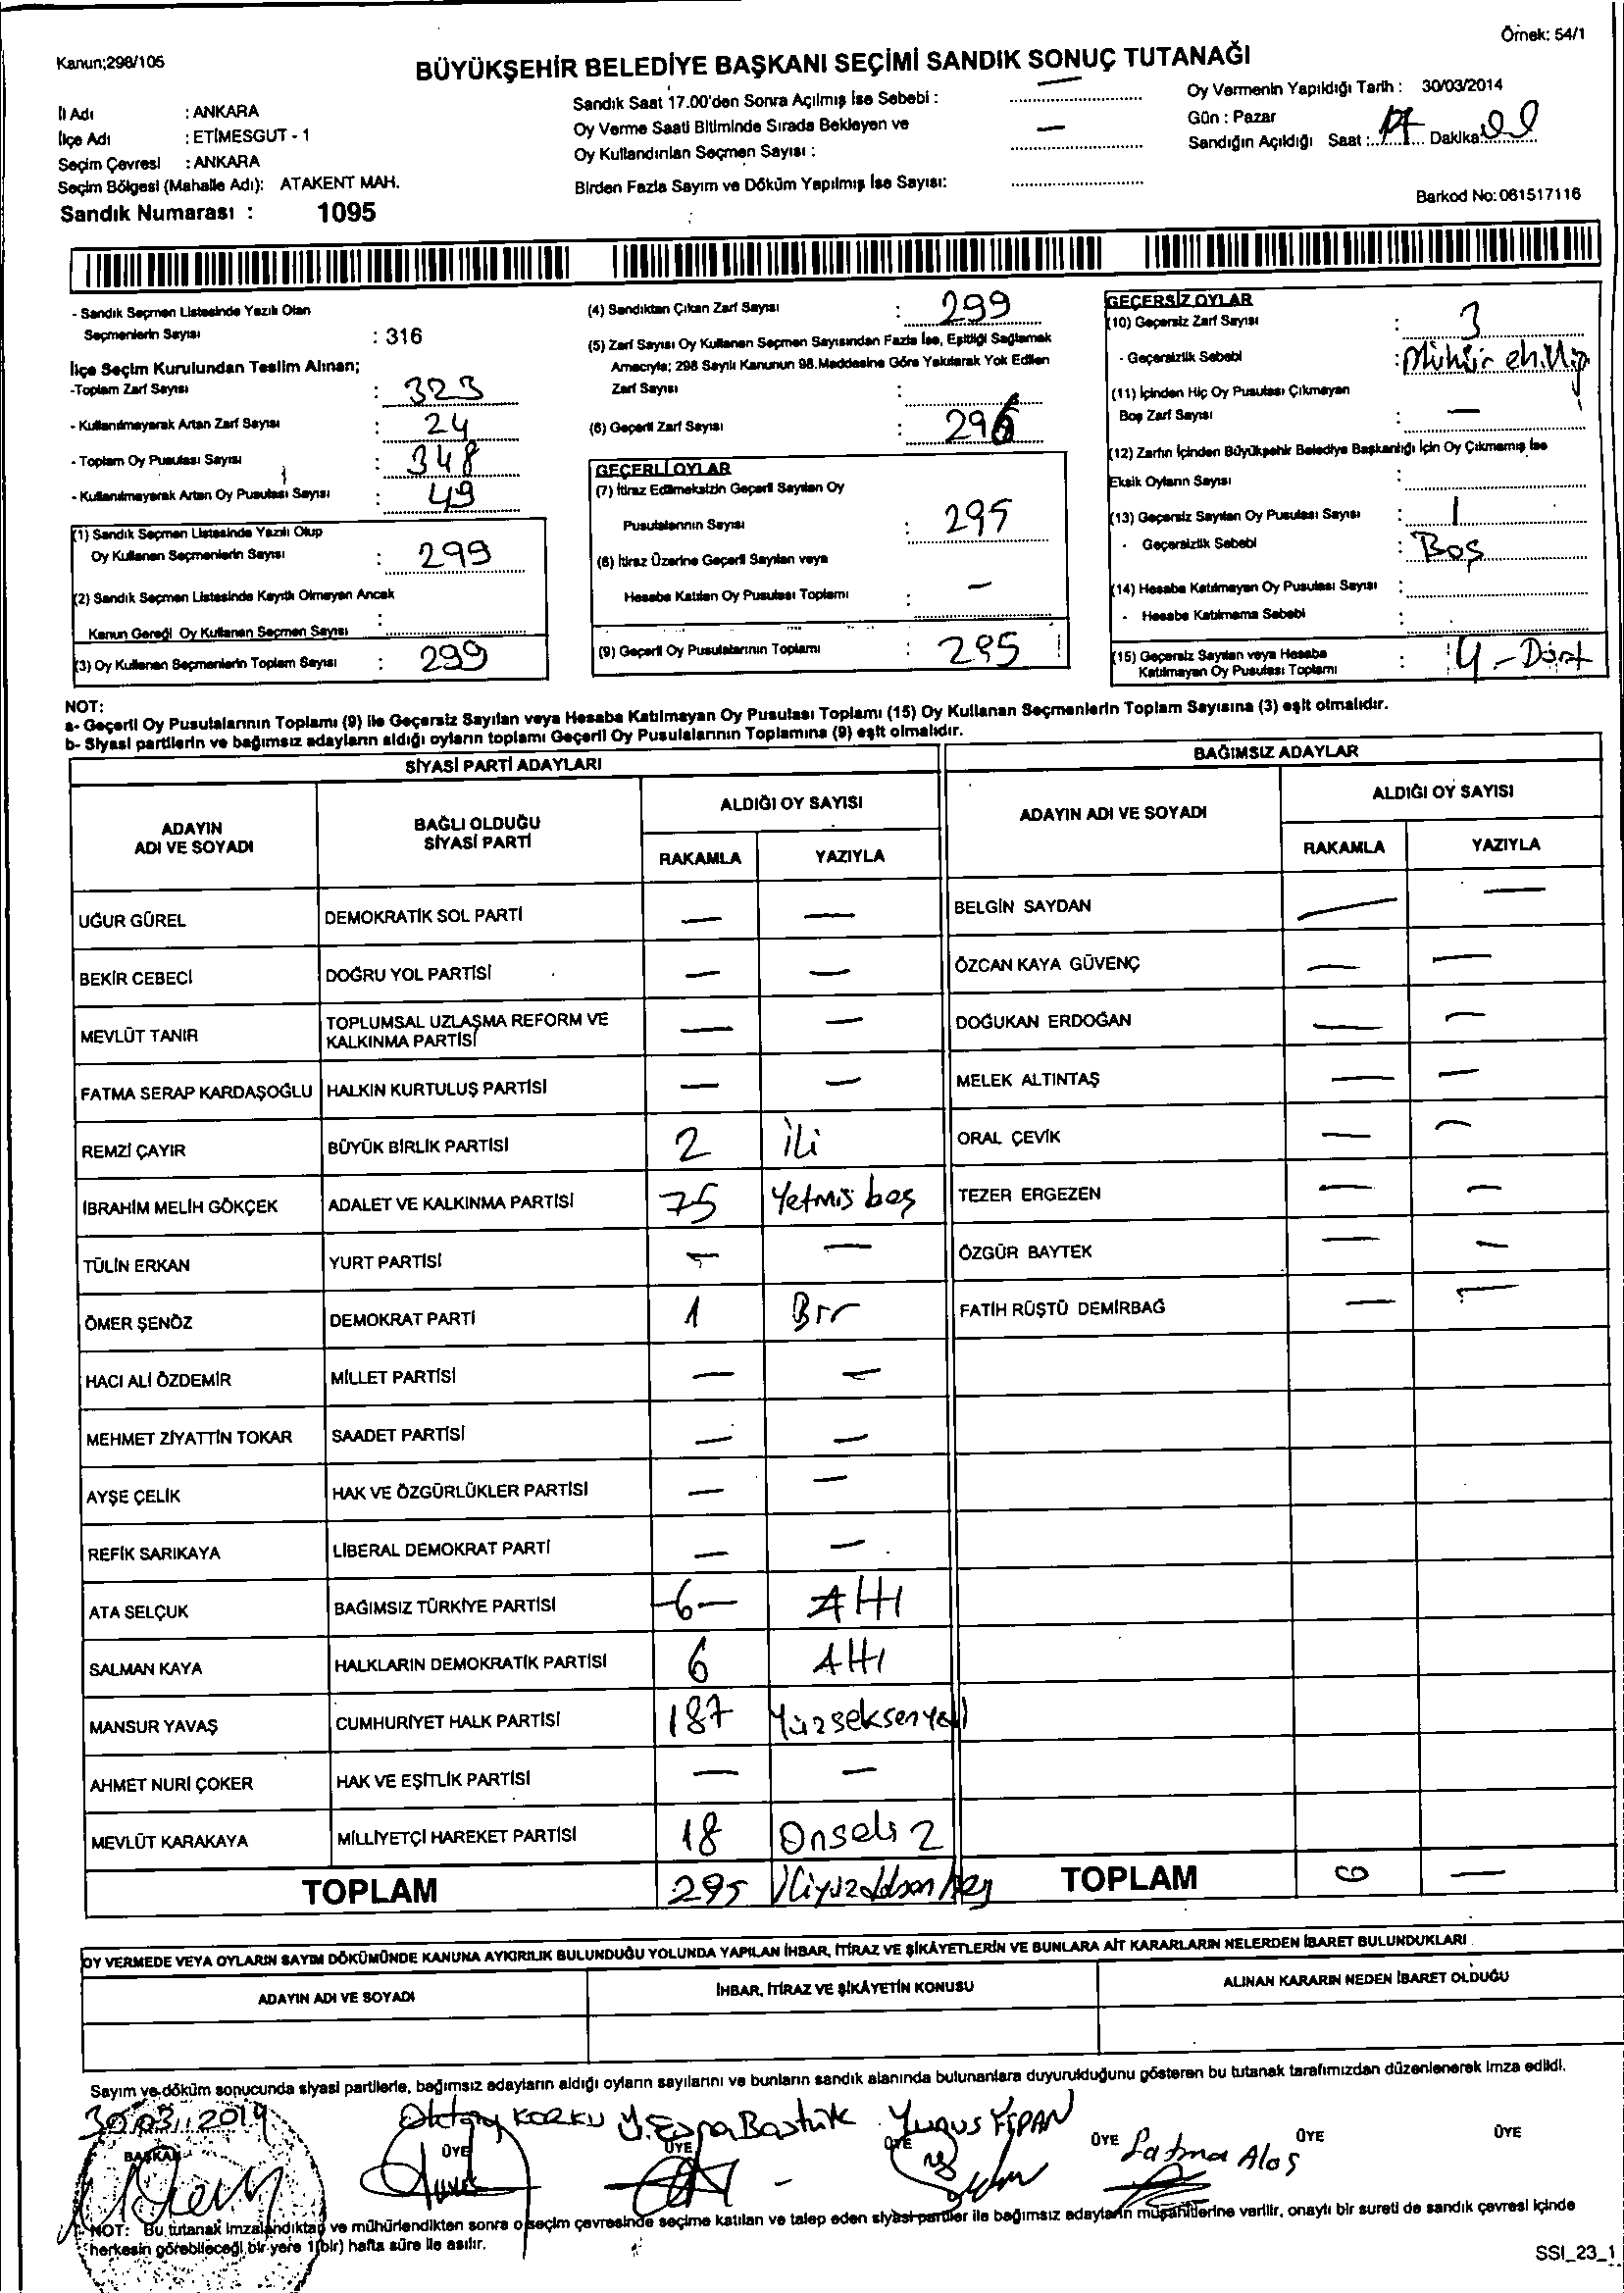 Örnek: 54/1
Kanun;298/105
BÜYÜKŞEHİR BELEDİYE BAŞKANI SEÇİMİ SANDIK SONUÇ TUTANAĞI
İl Adı : ANKARA
İlçe Adı : ETİMESGUT - 1
Seçim Çevresi : ANKARA
Seçim Bölgesi (Mahalle Adı): ATAKENT MAH.
Sandık Numarası : 1095
Sandık Saat 17.00'den Sonra Açılmış İse Sebebi : —
Oy Verme Saati Bitiminde Sırada Bekleyen ve
Oy Kullandırılan Seçmen Sayısı : —
Birden Fazla Sayım ve Döküm Yapılmış İse Sayısı:
Oy Vermenin Yapıldığı Tarih : 30/03/2014
Gün : Pazar
Sandığın Açıldığı Saat : 17 Dakika: 00
Barkod No: 061517116
- Sandık Seçmen Listesinde Yazılı Olan
Seçmenlerin Sayısı : 316
İlçe Seçim Kurulundan Teslim Alınan;
-Toplam Zarf Sayısı : 323
- Kullanılmayarak Artan Zarf Sayısı : 24
- Toplam Oy Pusulası Sayısı : 348
- Kullanılmayarak Artan Oy Pusulası Sayısı : 49
(1) Sandık Seçmen Listesinde Yazılı Olup
Oy Kullanan Seçmenlerin Sayısı : 299
(2) Sandık Seçmen Listesinde Kayıtlı Olmayan Ancak
Kanun Gereği Oy Kullanan Seçmen Sayısı :
(3) Oy Kullanan Seçmenlerin Toplam Sayısı : 299
(4) Sandıktan Çıkan Zarf Sayısı : 299
(5) Zarf Sayısı Oy Kullanan Seçmen Sayısından Fazla İse, Eşitliği Sağlamak
Amacıyla; 298 Sayılı Kanunun 98.Maddesine Göre Yakılarak Yok Edilen
Zarf Sayısı :
(6) Geçerli Zarf Sayısı : 296
GEÇERLİ OYLAR
(7) İtiraz Edilmeksizin Geçerli Sayılan Oy
Pusulalarının Sayısı : 295
(8) İtiraz Üzerine Geçerli Sayılan veya
Hesaba Katılan Oy Pusulası Toplamı : —
(9) Geçerli Oy Pusulalarının Toplamı : 295
GEÇERSİZ OYLAR
(10) Geçersiz Zarf Sayısı : 3
- Geçersizlik Sebebi : Mühür
(11) İçinden Hiç Oy Pusulası Çıkmayan
Boş Zarf Sayısı : —
(12) Zarfın İçinden Büyükşehir Belediye Başkanlığı İçin Oy Çıkmamış İse
Eksik Oyların Sayısı :
(13) Geçersiz Sayılan Oy Pusulası Sayısı : 1
- Geçersizlik Sebebi : Boş
(14) Hesaba Katılmayan Oy Pusulası Sayısı :
- Hesaba Katılmama Sebebi :
(15) Geçersiz Sayılan veya Hesaba
Katılmayan Oy Pusulası Toplamı : 4 - Dört
NOT:
a- Geçerli Oy Pusulalarının Toplamı (9) ile Geçersiz Sayılan veya Hesaba Katılmayan Oy Pusulası Toplamı (15) Oy Kullanan Seçmenlerin Toplam Sayısına (3) eşit olmalıdır.
b- Siyasi partilerin ve bağımsız adayların aldığı oyların toplamı Geçerli Oy Pusulalarının Toplamına (9) eşit olmalıdır.
SİYASİ PARTİ ADAYLARI
ADAYIN ADI VE SOYADI
BAĞLI OLDUĞU SİYASİ PARTİ
ALDIĞI OY SAYISI
RAKAMLA YAZIYLA
UĞUR GÜREL DEMOKRATİK SOL PARTİ — —
BEKİR CEBECİ DOĞRU YOL PARTİSİ — —
MEVLÜT TANIR TOPLUMSAL UZLAŞMA REFORM VE KALKINMA PARTİSİ — —
FATMA SERAP KARDAŞOĞLU HALKIN KURTULUŞ PARTİSİ — —
REMZİ ÇAYIR BÜYÜK BİRLİK PARTİSİ 2 İki
İBRAHİM MELİH GÖKÇEK ADALET VE KALKINMA PARTİSİ 75 Yetmiş beş
TÜLİN ERKAN YURT PARTİSİ — —
ÖMER ŞENÖZ DEMOKRAT PARTİ 1 Bir
HACI ALİ ÖZDEMİR MİLLET PARTİSİ — —
MEHMET ZİYATTİN TOKAR SAADET PARTİSİ — —
AYŞE ÇELİK HAK VE ÖZGÜRLÜKLER PARTİSİ — —
REFİK SARIKAYA LİBERAL DEMOKRAT PARTİ — —
ATA SELÇUK BAĞIMSIZ TÜRKİYE PARTİSİ 6 Altı
SALMAN KAYA HALKLARIN DEMOKRATİK PARTİSİ 6 Altı
MANSUR YAVAŞ CUMHURİYET HALK PARTİSİ 187 Yüzseksenyedi
AHMET NURİ ÇOKER HAK VE EŞİTLİK PARTİSİ — —
MEVLÜT KARAKAYA MİLLİYETÇİ HAREKET PARTİSİ 18 Onsekiz
TOPLAM 295 İkiyüzdoksan beş
BAĞIMSIZ ADAYLAR
ADAYIN ADI VE SOYADI
ALDIĞI OY SAYISI
RAKAMLA YAZIYLA
BELGİN SAYDAN — —
ÖZCAN KAYA GÜVENÇ — —
DOĞUKAN ERDOĞAN — —
MELEK ALTINTAŞ — —
ORAL ÇEVİK — —
TEZER ERGEZEN — —
ÖZGÜR BAYTEK — —
FATİH RÜŞTÜ DEMİRBAĞ — —
TOPLAM 0 —
OY VERMEDE VEYA OYLARIN SAYIM DÖKÜMÜNDE KANUNA AYKIRILIK BULUNDUĞU YOLUNDA YAPILAN İHBAR, İTİRAZ VE ŞİKÂYETLERİN VE BUNLARA AİT KARARLARIN NELERDEN İBARET BULUNDUKLARI
ADAYIN ADI VE SOYADI
İHBAR, İTİRAZ VE ŞİKÂYETİN KONUSU
ALINAN KARARIN NEDEN İBARET OLDUĞU
Sayım ve döküm sonucunda siyasi partilerle, bağımsız adayların aldığı oyların sayılarını ve bunların sandık alanında bulunanlara duyurulduğunu gösteren bu tutanak tarafımızdan düzenlenerek imza edildi.
30.03.2014
Oktay KORKU
Yunus
Fatma Alaş
BAŞKAN ÜYE ÜYE ÜYE ÜYE ÜYE ÜYE
NOT: Bu tutanak imzalandıktan ve mühürlendikten sonra o seçim çevresinde seçime katılan ve talep eden siyasi partiler ile bağımsız adayların müşahitlerine verilir, onaylı bir sureti de sandık çevresi içinde
herkesin görebileceği bir yere 1(bir) hafta süre ile asılır.
SSI_23_1